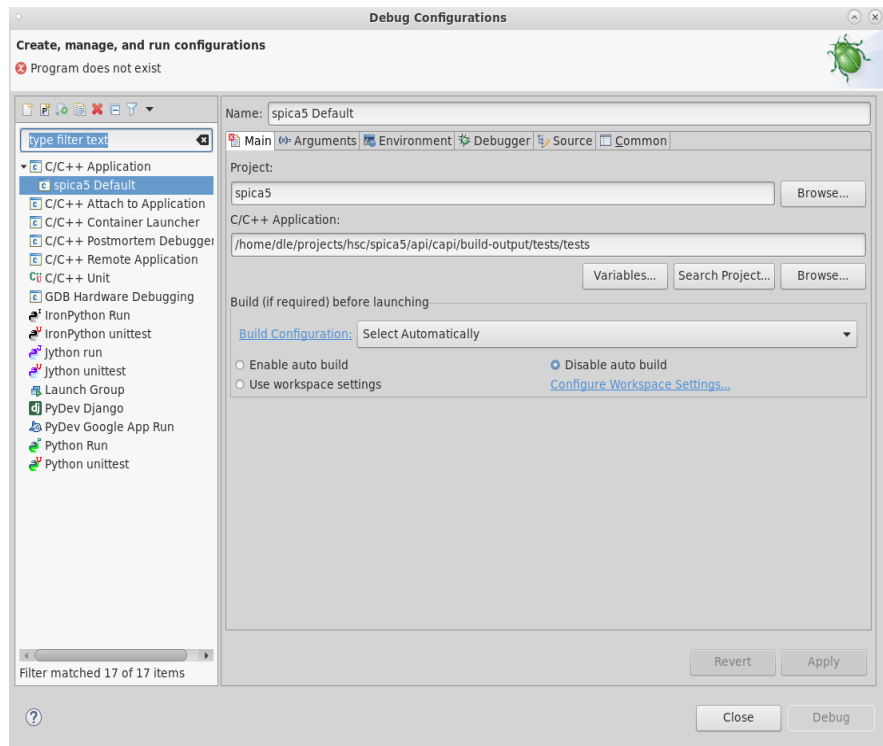 Debug Configurations
Create, manage, and run configurations
Program does not exist
type filter text
C/C++ Application
spica5 Default
C/C++ Attach to Application
C/C++ Container Launcher
C/C++ Postmortem Debugger
C/C++ Remote Application
C/C++ Unit
GDB Hardware Debugging
IronPython Run
IronPython unittest
Jython run
Jython unittest
Launch Group
PyDev Django
PyDev Google App Run
Python Run
Python unittest
Filter matched 17 of 17 items
Name: spica5 Default
Main Arguments Environment Debugger Source Common
Project:
spica5 Browse...
C/C++ Application:
/home/dle/projects/hsc/spica5/api/capi/build-output/tests/tests
Variables... Search Project... Browse...
Build (if required) before launching
Build Configuration: Select Automatically
Enable auto build Disable auto build
Use workspace settings Configure Workspace Settings...
Revert Apply
Close Debug